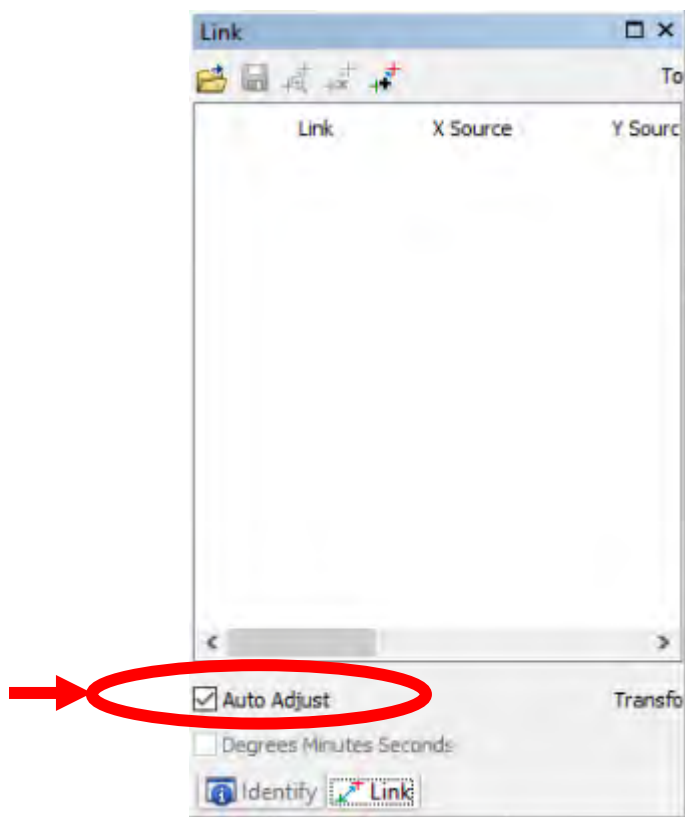 Link
To
Link X Source Y Sourc
Auto Adjust Transfo
Degrees Minutes Seconds
Identify Link